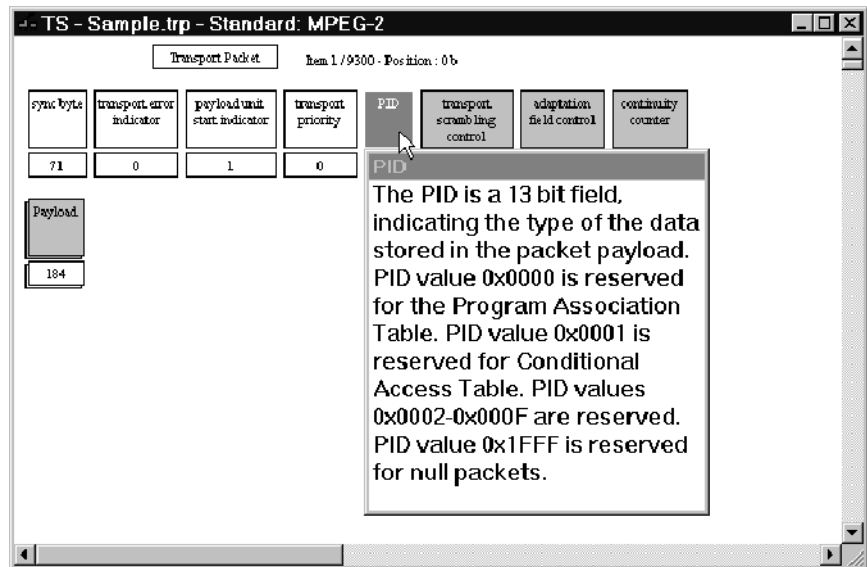 TS - Sample.trp - Standard: MPEG-2
Transport Packet
Item 1 / 9300 - Position : 0 b
sync byte
transport error
indicator
payload unit
start indicator
transport
priority
PID
transport
scrambling
control
adaptation
field control
continuity
counter
71
0
1
0
PID
The PID is a 13 bit field,
indicating the type of the data
stored in the packet payload.
PID value 0x0000 is reserved
for the Program Association
Table. PID value 0x0001 is
reserved for Conditional
Access Table. PID values
0x0002-0x000F are reserved.
PID value 0x1FFF is reserved
for null packets.
Payload
184